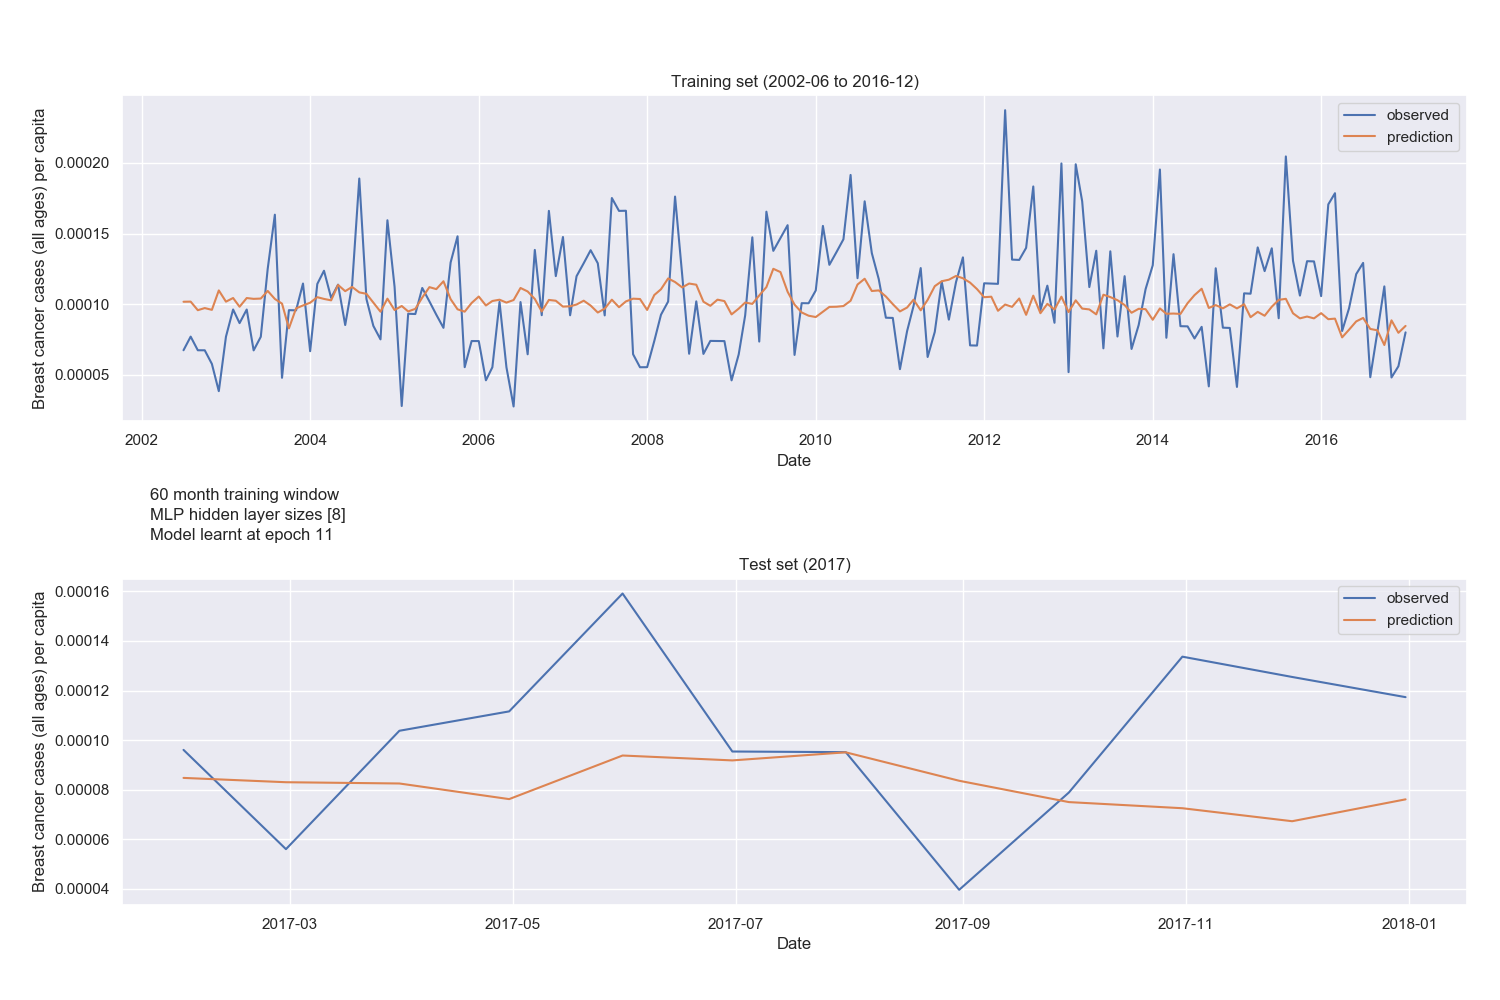 Training set (2002-06 to 2016-12)
Breast cancer cases (all ages) per capita
observed
prediction
0.00020
0.00015
0.00010
0.00005
2002 2004 2006 2008 2010 2012 2014 2016
Date
60 month training window
MLP hidden layer sizes [8]
Model learnt at epoch 11
Test set (2017)
Breast cancer cases (all ages) per capita
observed
prediction
0.00016
0.00014
0.00012
0.00010
0.00008
0.00006
0.00004
2017-03 2017-05 2017-07 2017-09 2017-11 2018-01
Date